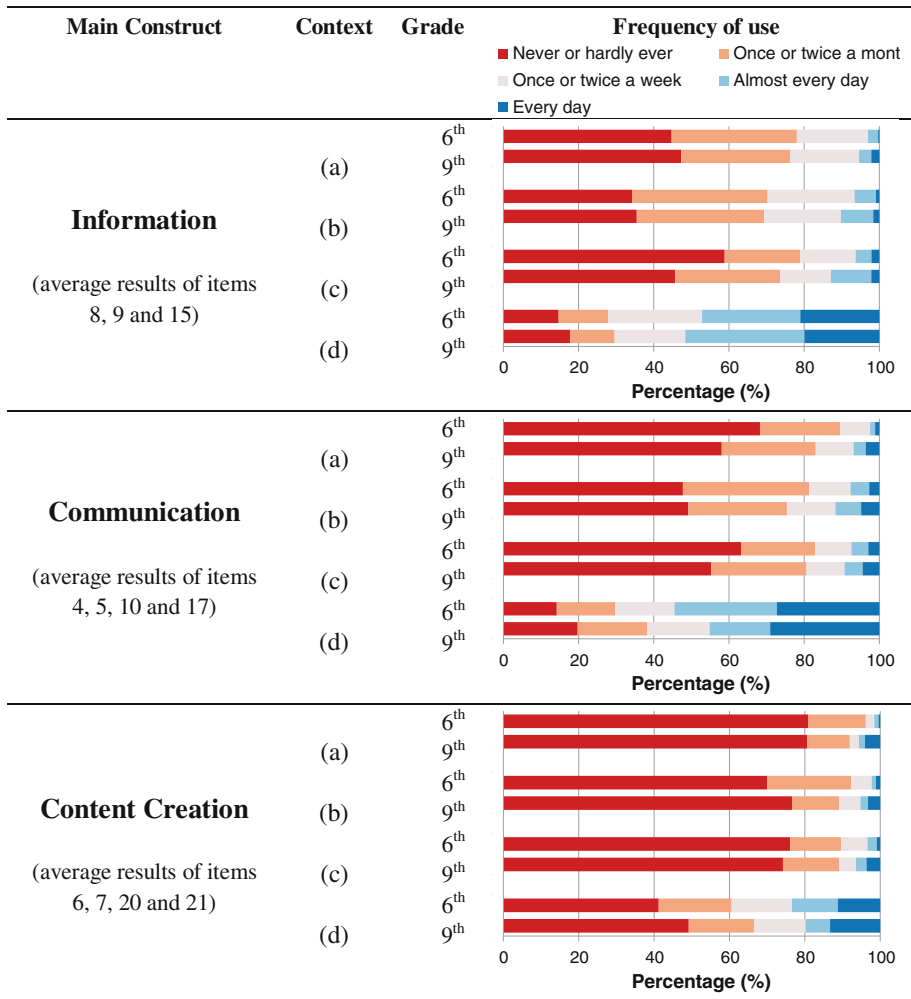 Main Construct Context Grade Frequency of use
Never or hardly ever Once or twice a mont
Once or twice a week Almost every day
Every day
6th
(a) 9th
6th
Information (b) 9th
6th
(average results of items (c) 9th
8, 9 and 15) 6th
(d) 9th
0 20 40 60 80 100
Percentage (%)
6th
(a) 9th
6th
Communication (b) 9th
6th
(average results of items (c) 9th
4, 5, 10 and 17) 6th
(d) 9th
0 20 40 60 80 100
Percentage (%)
6th
(a) 9th
6th
Content Creation (b) 9th
6th
(average results of items (c) 9th
6, 7, 20 and 21) 6th
(d) 9th
0 20 40 60 80 100
Percentage (%)